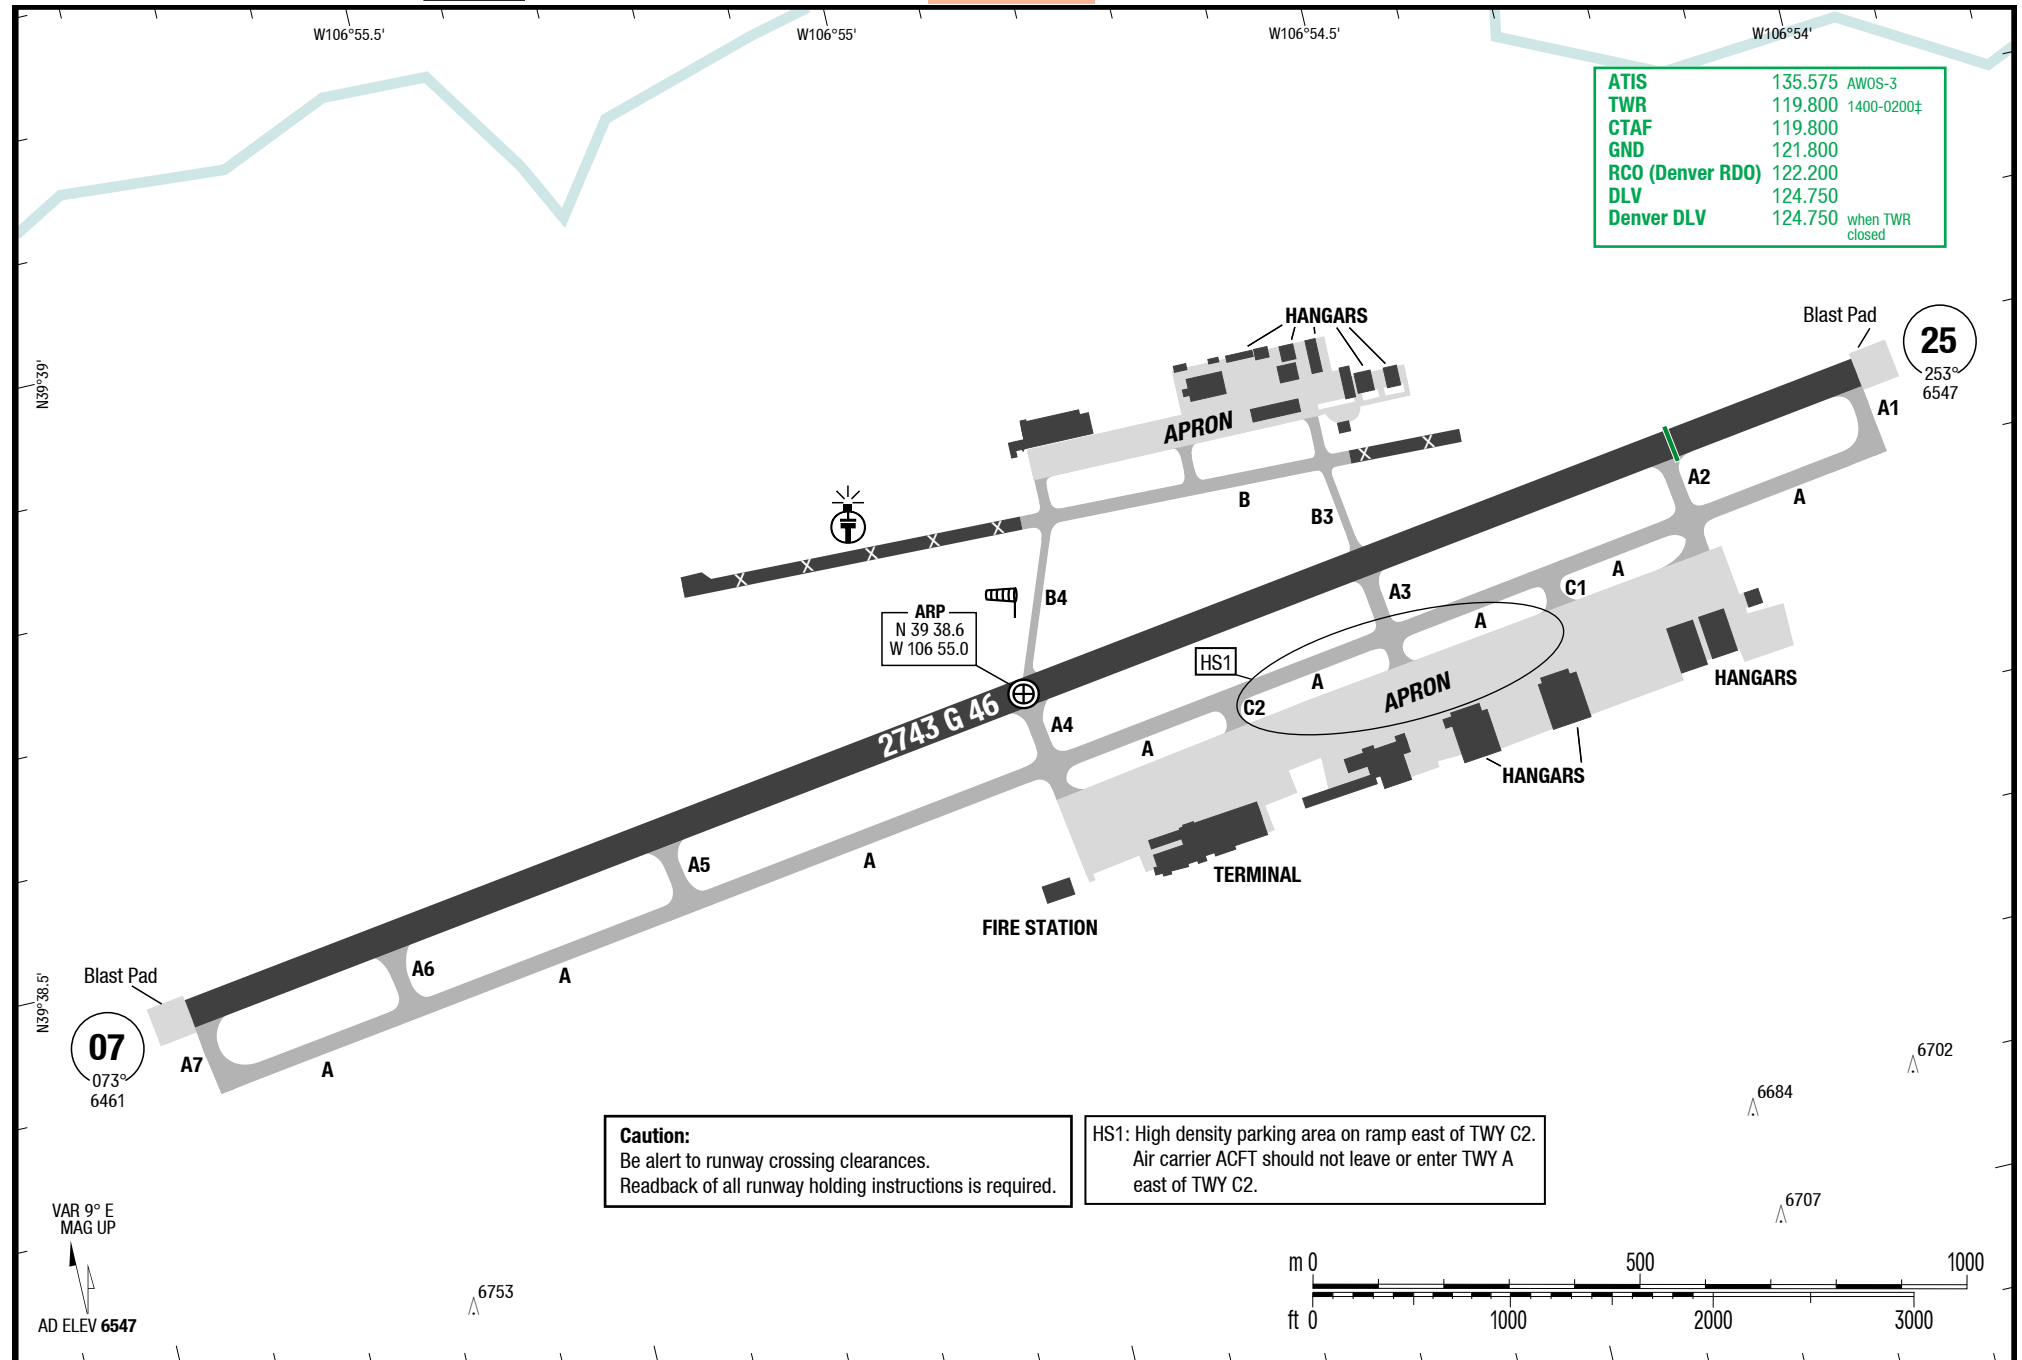 W106°55.5'
W106°55'
W106°54.5'
W106°54'
ATIS 135.575 AWOS-3
TWR 119.800 1400-0200‡
CTAF 119.800
GND 121.800
RCO (Denver RDO) 122.200
DLV 124.750
Denver DLV 124.750 when TWR
closed
HANGARS
Blast Pad
25
253°
6547
N39°39'
A1
APRON
A2
A
B
B3
X X
X X X X X
A3
C1
A
B4
A
ARP
N 39 38.6
W 106 55.0
HS1
A
APRON
HANGARS
C2
2743 G 46
A4
A
HANGARS
A5
A
TERMINAL
FIRE STATION
A6
A
Blast Pad
N39°38.5'
07
073°
6461
A7
A
6702
6684
6707
Caution:
Be alert to runway crossing clearances.
Readback of all runway holding instructions is required.
HS1: High density parking area on ramp east of TWY C2.
Air carrier ACFT should not leave or enter TWY A
east of TWY C2.
VAR 9° E
MAG UP
AD ELEV 6547
6753
m 0 500 1000
ft 0 1000 2000 3000